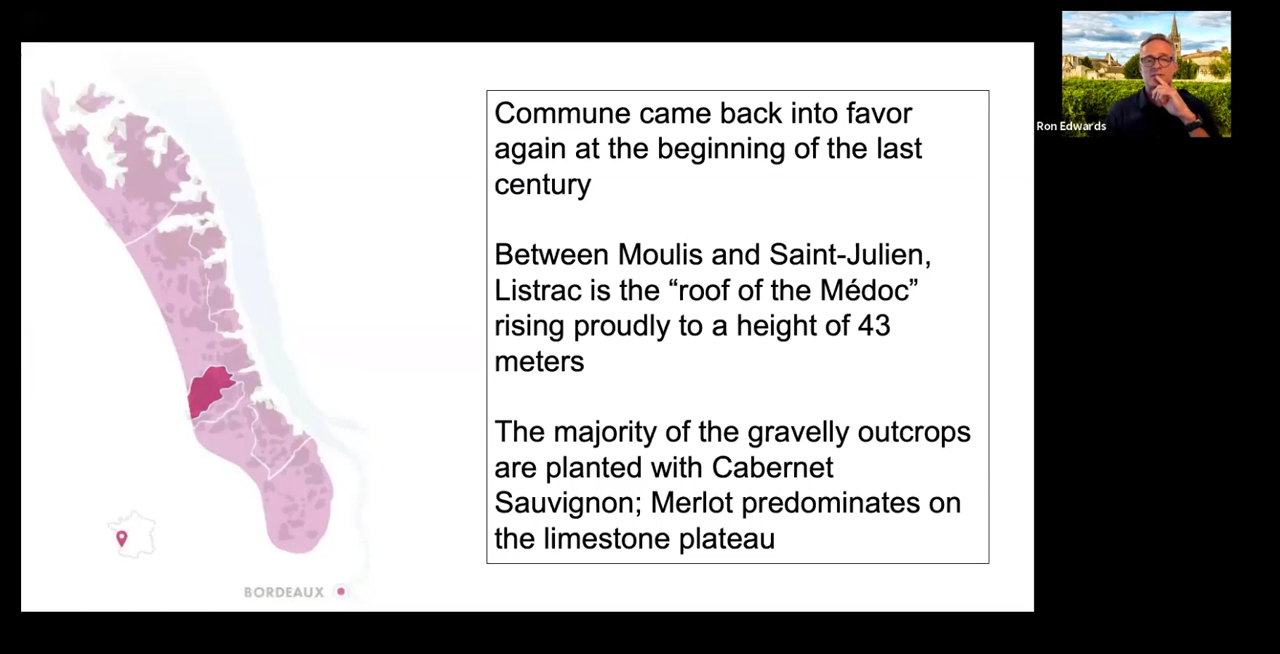 Commune came back into favor
again at the beginning of the last
century
Between Moulis and Saint-Julien,
Listrac is the “roof of the Médoc”
rising proudly to a height of 43
meters
The majority of the gravelly outcrops
are planted with Cabernet
Sauvignon; Merlot predominates on
the limestone plateau
BORDEAUX
Ron Edwards